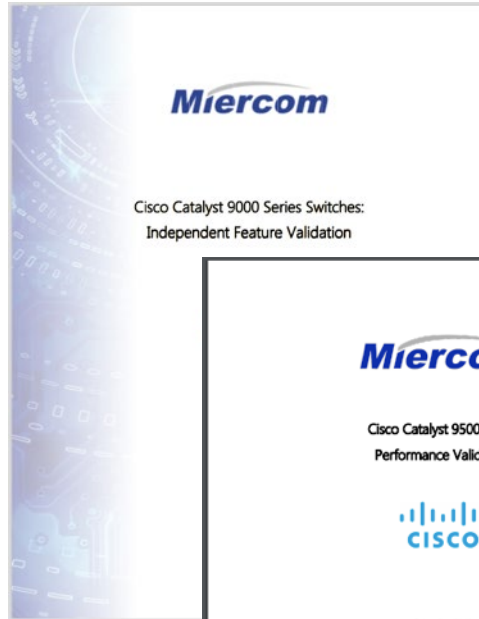 Miercom
Cisco Catalyst 9000 Series Switches:
Independent Feature Validation
Cisco Catalyst 9500
Performance
CISCO